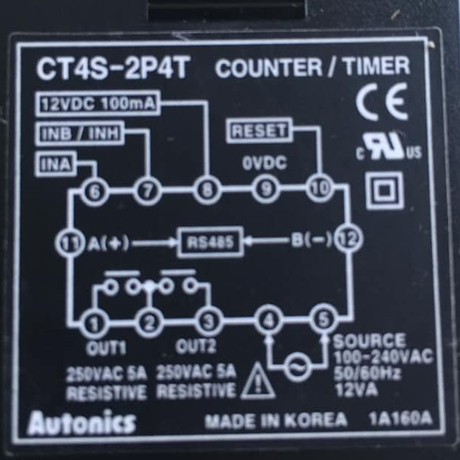 CT4S-2P4T COUNTER / TIMER
12VDC 100mA
INB / INH
INA
RESET
0VDC
CE
c RU US
6 7 8 9 10
11 A(+) RS485 B(-) 12
1 2 3 4 5
OUT1 OUT2
250VAC 5A 250VAC 5A
RESISTIVE RESISTIVE
SOURCE
100-240VAC
50/60Hz
12VA
Autonics MADE IN KOREA 1A160A